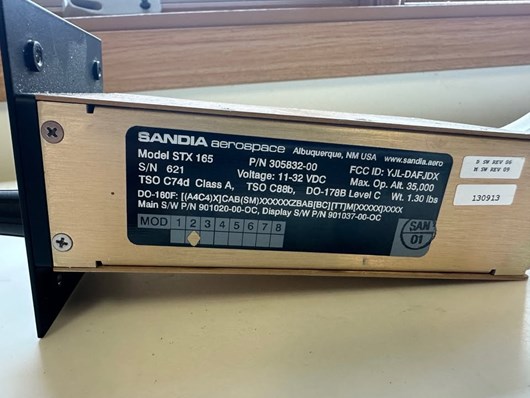 SANDIA aerospace Albuquerque, NM USA www.sandia.aero
Model STX 165 P/N 305832-00 FCC ID: YJL-DAFJDX
S/N 621 Voltage: 11-32 VDC Max. Op. Alt. 35,000
TSO C74d Class A, TSO C88b, DO-178B Level C Wt. 1.30 lbs
DO-160F: [(A4C4)X]CAB(SM)XXXXXXZBAB[BC][TT]M[XXXXX]XXXX
Main S/W P/N 901020-00-OC, Display S/W P/N 901037-00-OC
MOD 1 2 3 4 5 6 7 8
SAN
01
D SW REV 06
M SW REV 09
130913